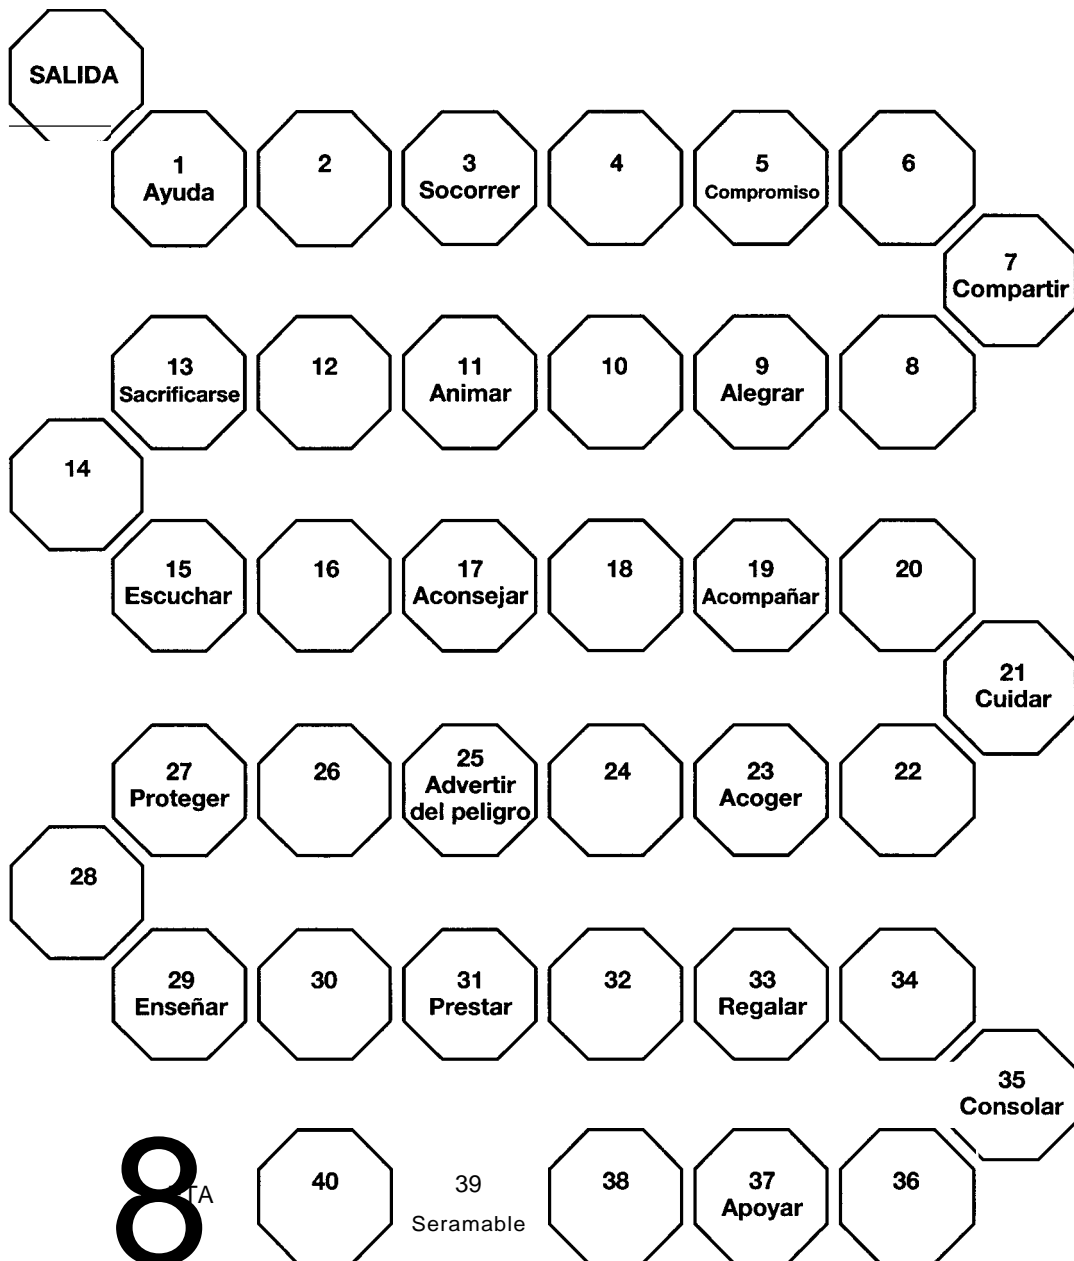 SALIDA
1
Ayuda
2
3
Socorrer
4
5
Compromiso
6
7
Compartir
13
Sacrificarse
12
11
Animar
10
9
Alegrar
8
14
15
Escuchar
16
17
Aconsejar
18
19
Acompañar
20
21
Cuidar
27
Proteger
26
25
Advertir
del peligro
24
23
Acoger
22
28
29
Enseñar
30
31
Prestar
32
33
Regalar
34
35
Consolar
8
TA
40
39
Seramable
38
37
Apoyar
36